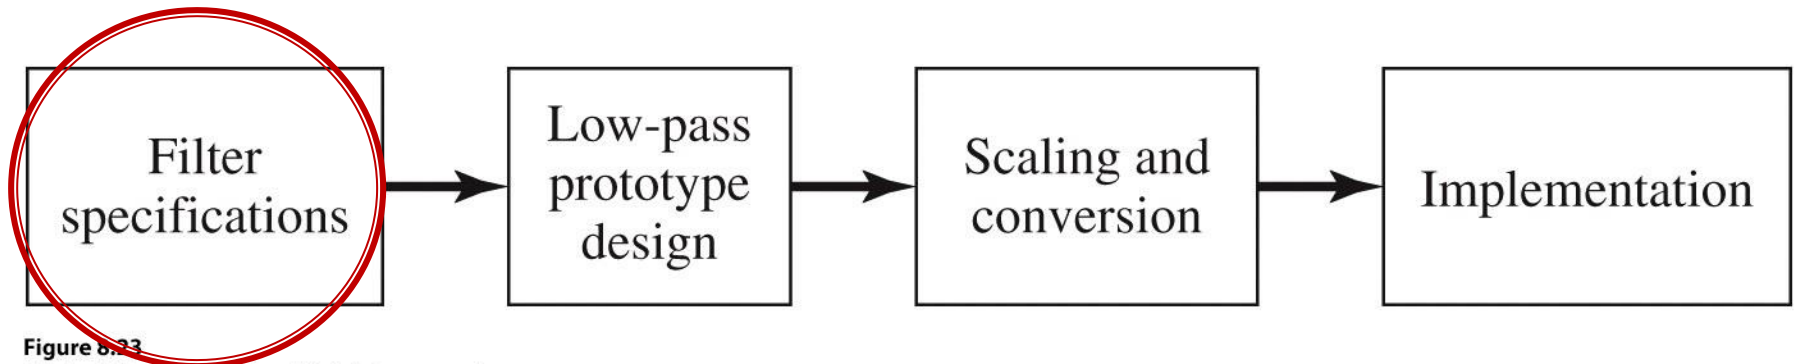 Filter
specifications
Low-pass
prototype
design
Scaling and
conversion
Implementation
Figure 8.23